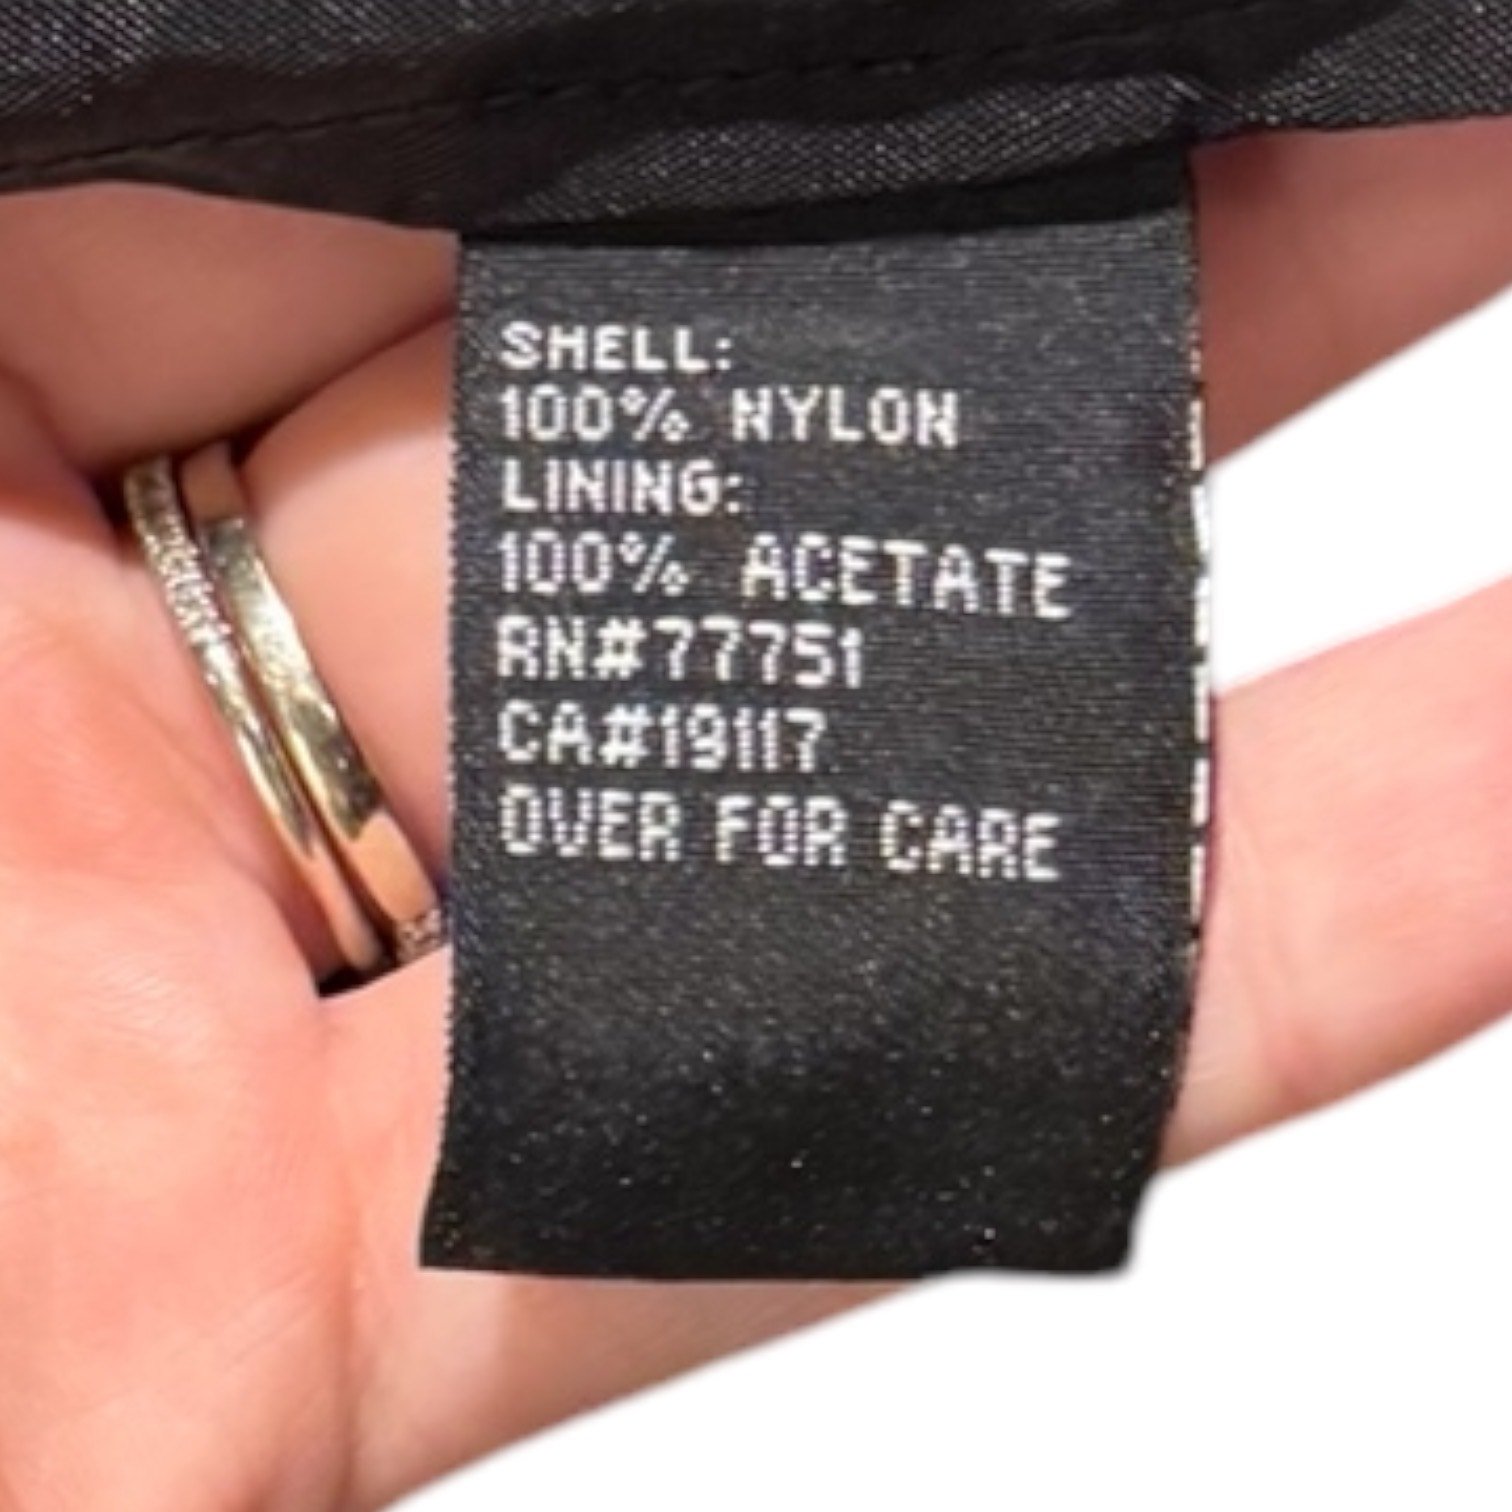 SHELL:
100% NYLON
LINING:
100% ACETATE
RN#77751
CA#19117
OVER FOR CARE